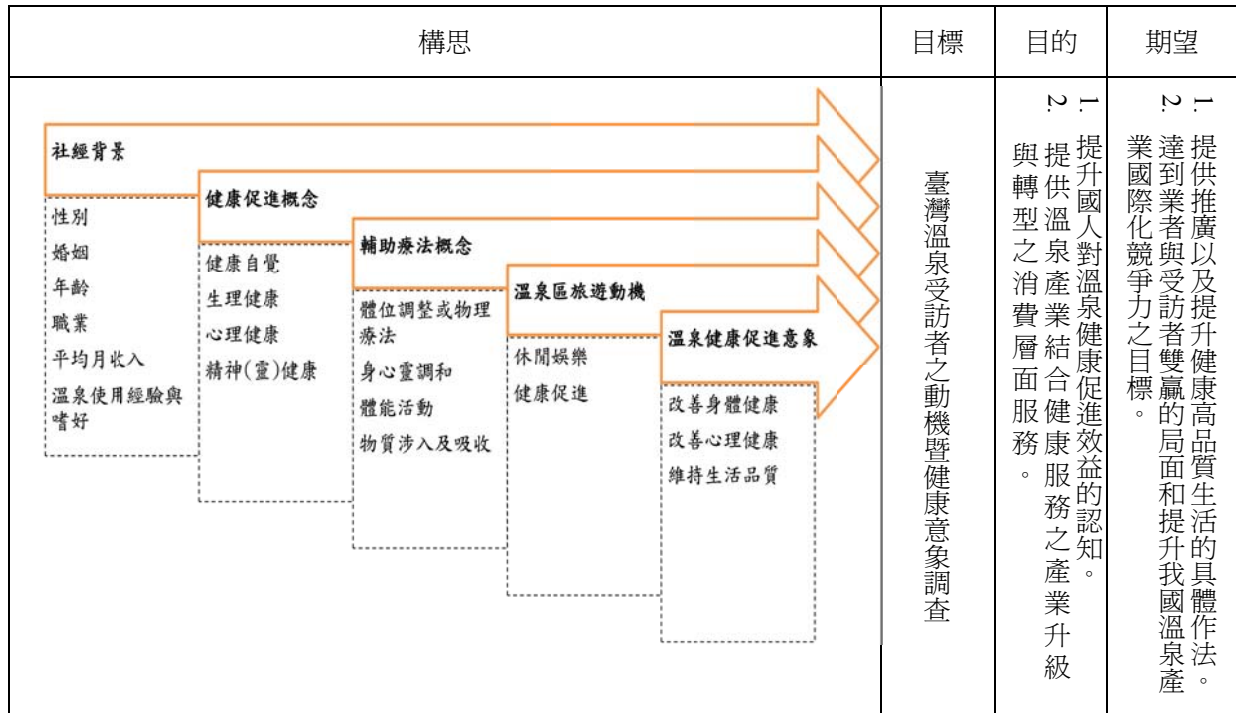 構思
目標
目的
期望
社經背景
性別
婚姻
年齡
職業
平均月收入
溫泉使用經驗與
嗜好
健康促進概念
健康自覺
生理健康
心理健康
精神(靈)健康
輔助療法概念
體位調整或物理
療法
身心靈調和
體能活動
物質涉入及吸收
溫泉區旅遊動機
休閒娛樂
健康促進
溫泉健康促進意象
改善身體健康
改善心理健康
維持生活品質
臺灣溫泉受訪者之動機暨健康意象調查
1. 提升國人對溫泉健康促進效益的認知。
2. 提供溫泉產業結合健康服務之產業升級
與轉型之消費層面服務。
1. 提供推廣以及提升健康高品質生活的具體作法。
2. 達到業者與受訪者雙贏的局面和提升我國溫泉產
業國際化競爭力之目標。